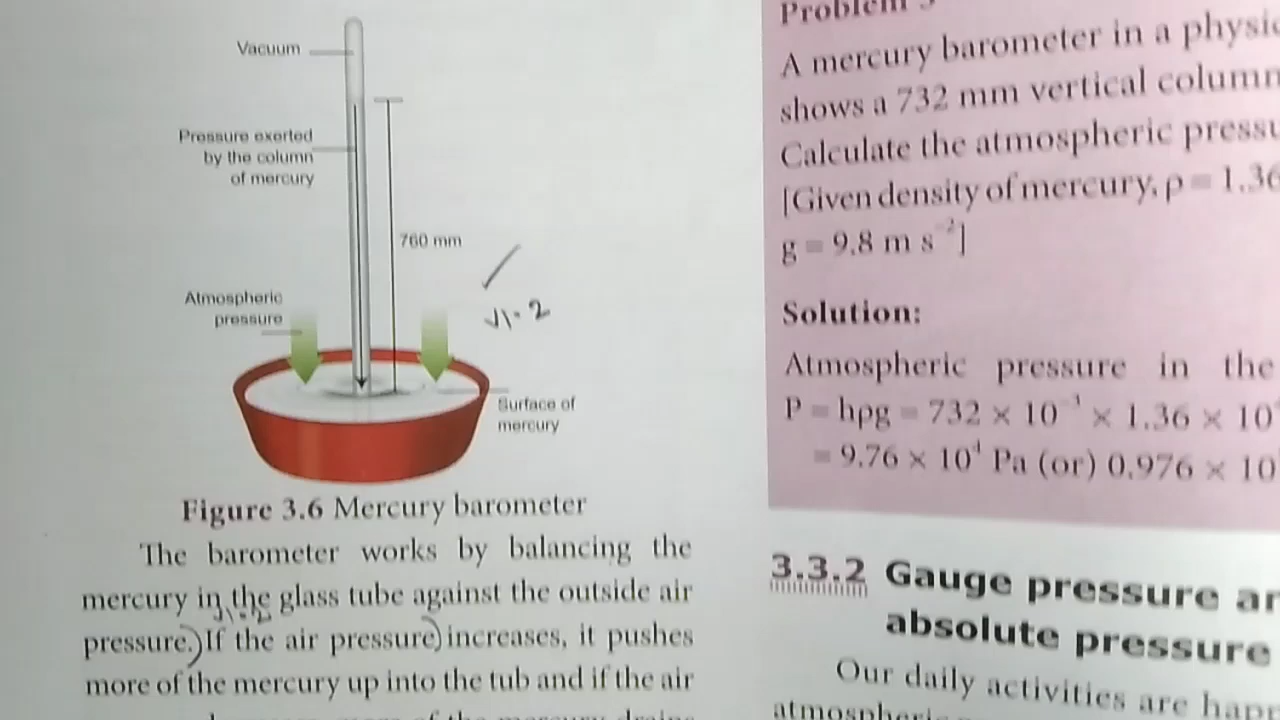 Vacuum
Pressure exerted
by the column
of mercury
760 mm
Atmospheric
pressure
Surface of
mercury
Figure 3.6 Mercury barometer
The barometer works by balancing the
mercury in the glass tube against the outside air
pressure. If the air pressure increases, it pushes
more of the mercury up into the tub and if the air
of the mercury drains
Problem
A mercury barometer in a
shows a 732 mm vertical column
Calculate the atmospheric
[Given density of mercury, ρ = 1.36
g = 9.8 m s⁻²]
Solution:
Atmospheric pressure in the
P = hρg = 732 × 10⁻³ × 1.36 × 10
= 9.76 × 10⁴ Pa (or) 0.976 × 10
3.3.2 Gauge pressure
absolute pressure
Our daily activities are